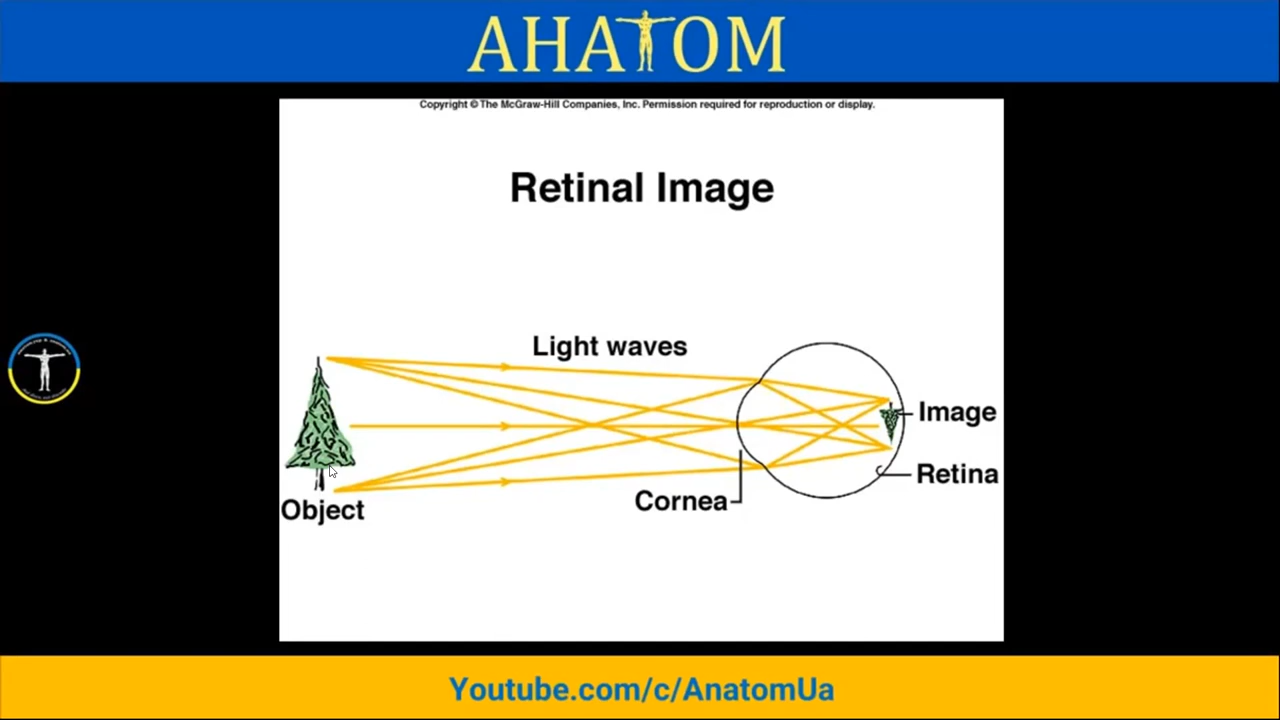 АНАТОМ
Copyright © The McGraw-Hill Companies, Inc. Permission required for reproduction or display.
Retinal Image
Light waves
Image
Retina
Cornea
Object
Youtube.com/c/AnatomUa